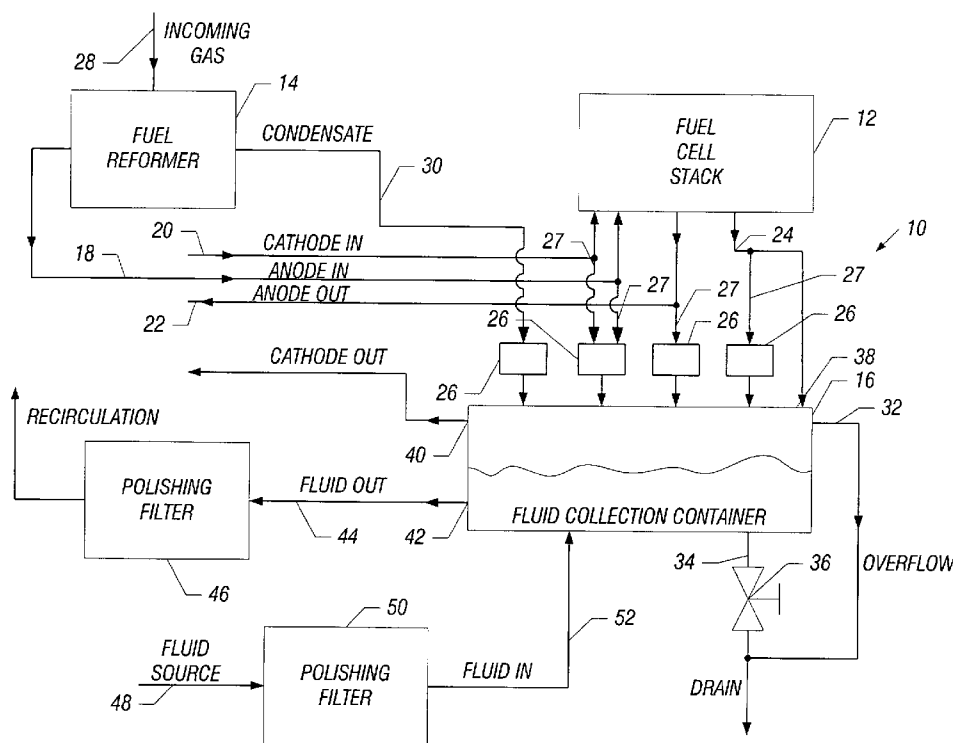 INCOMING
GAS
28
14
FUEL
REFORMER
CONDENSATE
30
FUEL
CELL
STACK
12
10
20
CATHODE IN
27
24
18
ANODE IN
27
27
27
ANODE OUT
22
26
26
26
26
CATHODE OUT
38
16
32
RECIRCULATION
40
POLISHING
FILTER
FLUID OUT
44
42
FLUID COLLECTION CONTAINER
46
34
36
OVERFLOW
50
52
FLUID
SOURCE
48
POLISHING
FILTER
FLUID IN
DRAIN